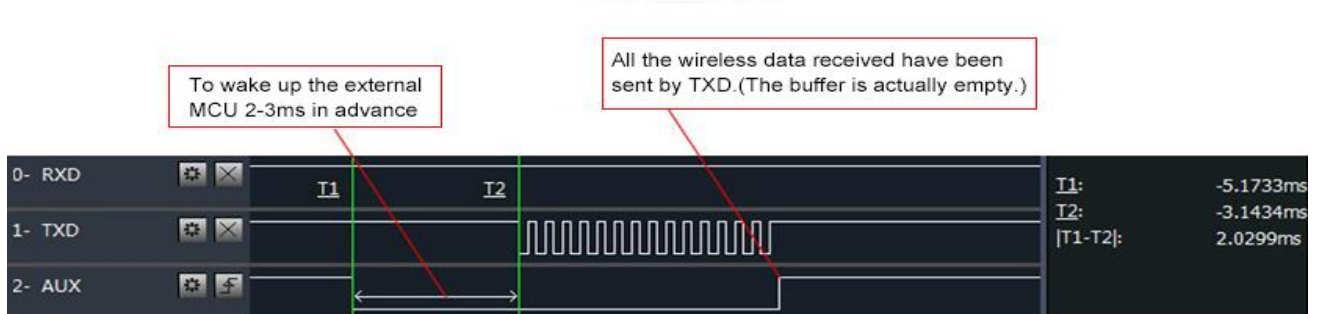 To wake up the external
MCU 2-3ms in advance
All the wireless data received have been
sent by TXD.(The buffer is actually empty.)
0- RXD
T1
T2
1- TXD
2- AUX
T1: -5.1733ms
T2: -3.1434ms
|T1-T2|: 2.0299ms